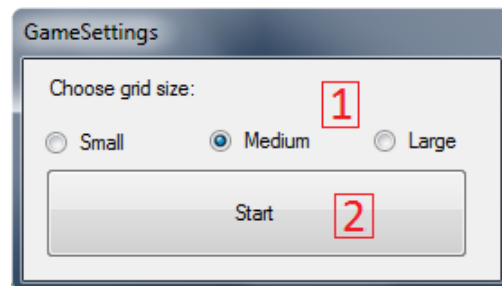 GameSettings
Choose grid size:
1
Small Medium Large
Start 2